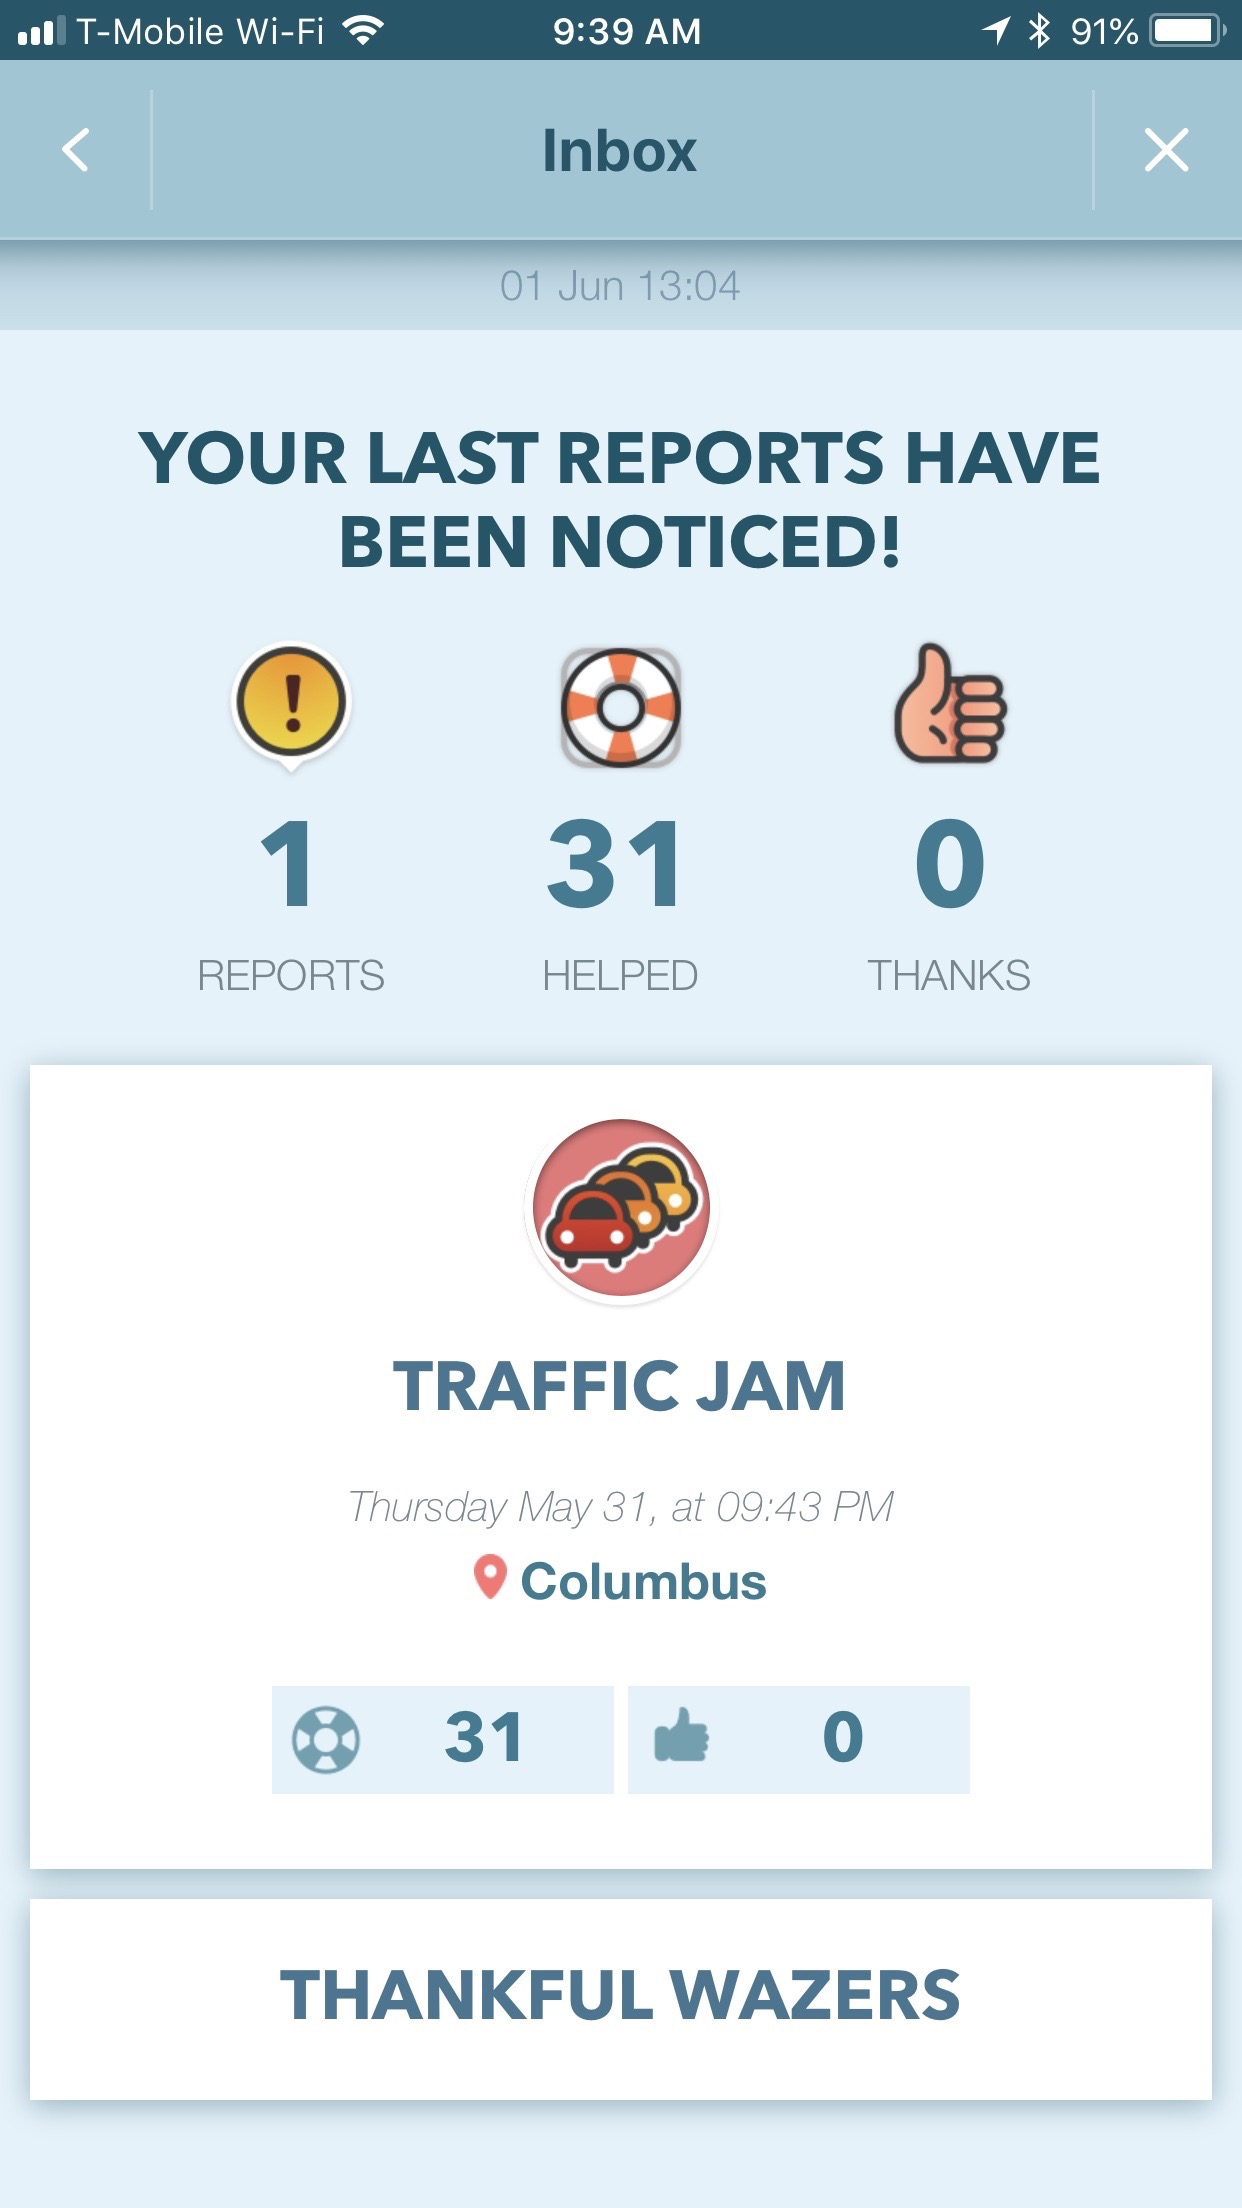 T-Mobile Wi-Fi 9:39 AM 91%
Inbox
01 Jun 13:04
YOUR LAST REPORTS HAVE
BEEN NOTICED!
1 31 0
REPORTS HELPED THANKS
TRAFFIC JAM
Thursday May 31, at 09:43 PM
Columbus
31 0
THANKFUL WAZERS